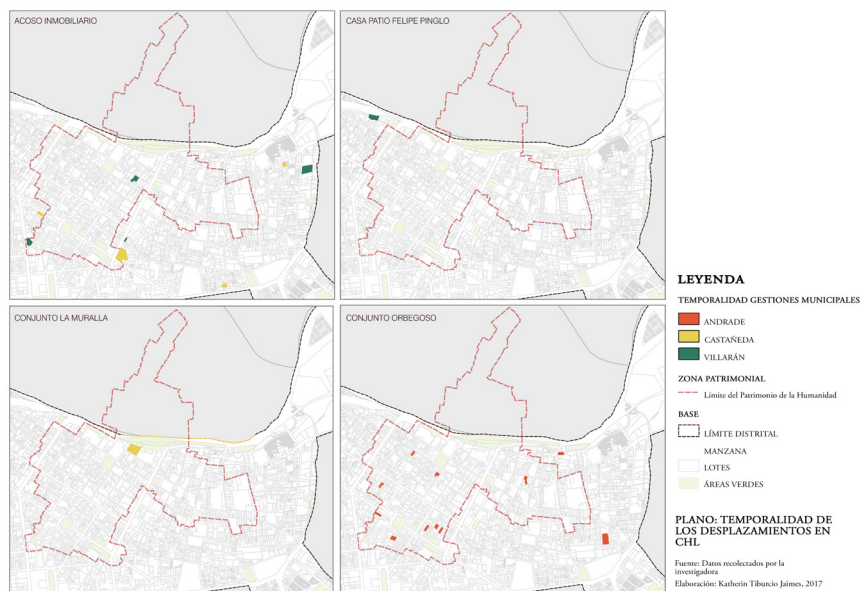 ACOSO INMOBILIARIO
CASA PATIO FELIPE PINGLO
CONJUNTO LA MURALLA
CONJUNTO ORBEGOSO
LEYENDA
TEMPORALIDAD GESTIONES MUNICIPALES
ANDRADE
CASTAÑEDA
VILLARÁN
ZONA PATRIMONIAL
Límite del Patrimonio de la Humanidad
BASE
LÍMITE DISTRITAL
MANZANA
LOTES
ÁREAS VERDES
PLANO: TEMPORALIDAD DE
LOS DESPLAZAMIENTOS EN
CHL
Fuente: Datos recolectados por la
investigadora
Elaboración: Katherin Tiburcio Jaimes, 2017